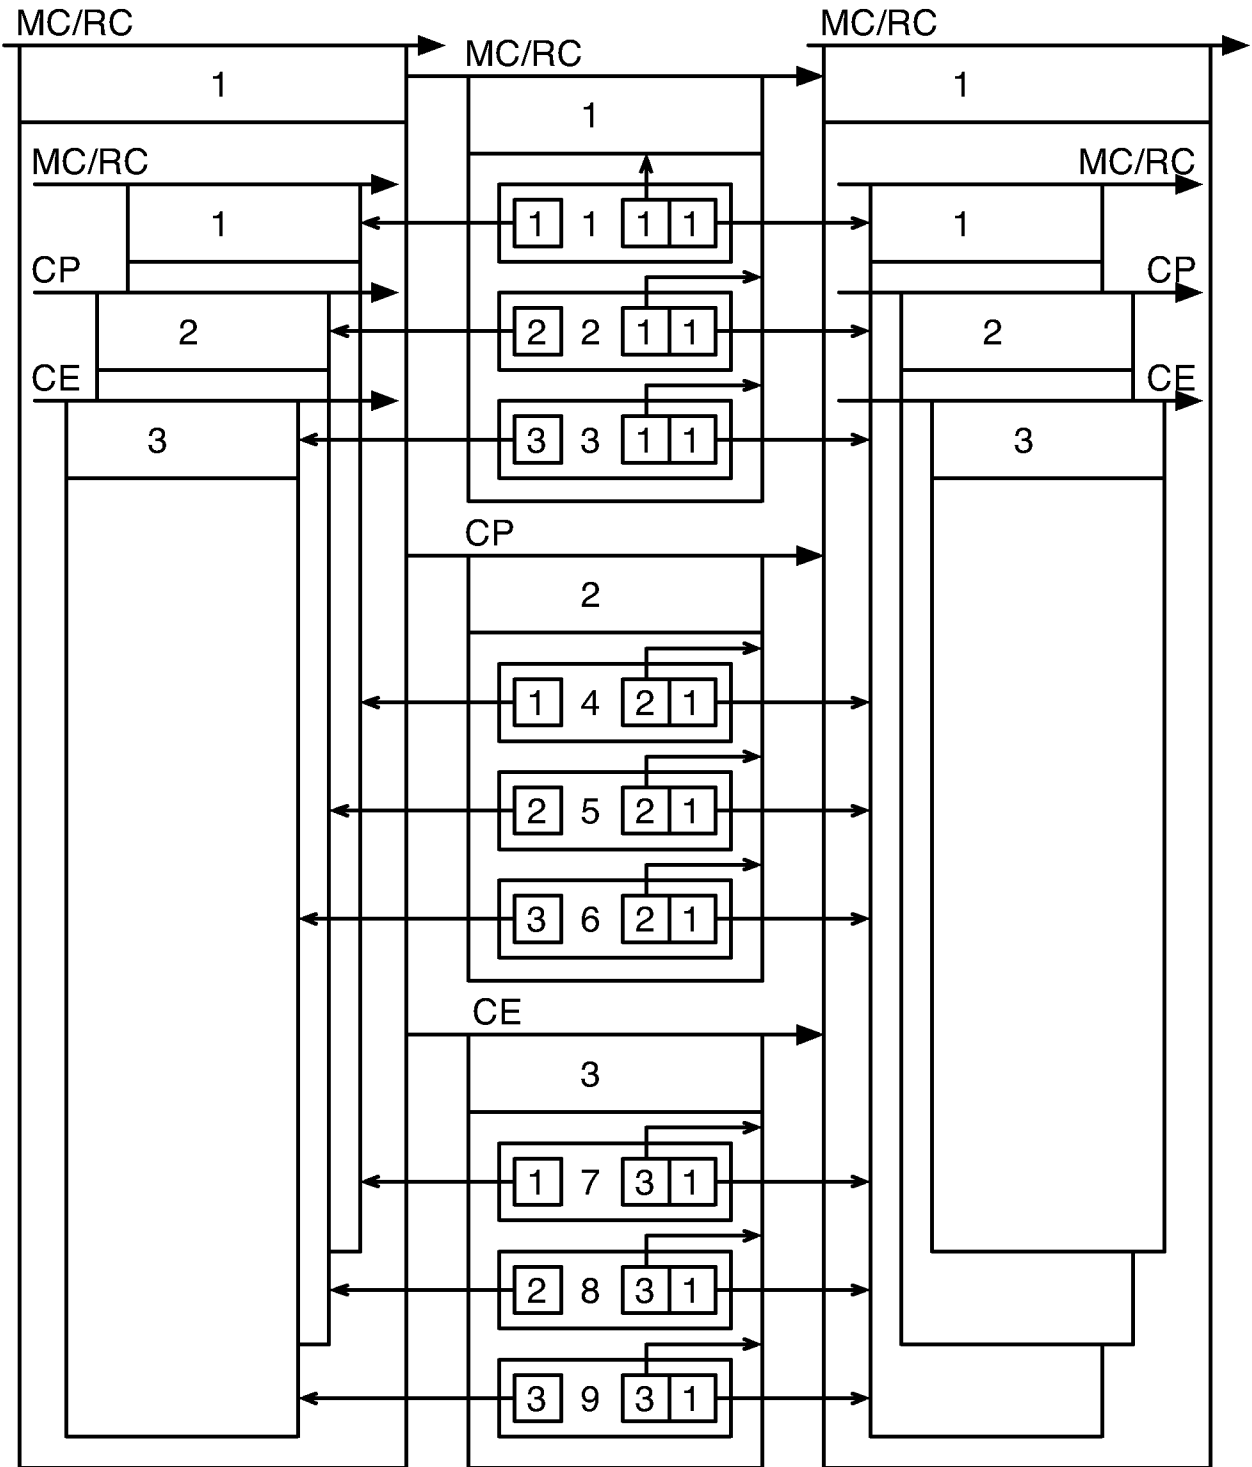 MC/RC MC/RC
MC/RC
1 1
1
MC/RC MC/RC
1 1 1 1 1 1
CP CP
2 2 2 1 1 2
CE CE
3 3 3 1 1 3
CP
2
1 4 2 1
2 5 2 1
3 6 2 1
CE
3
1 7 3 1
2 8 3 1
3 9 3 1